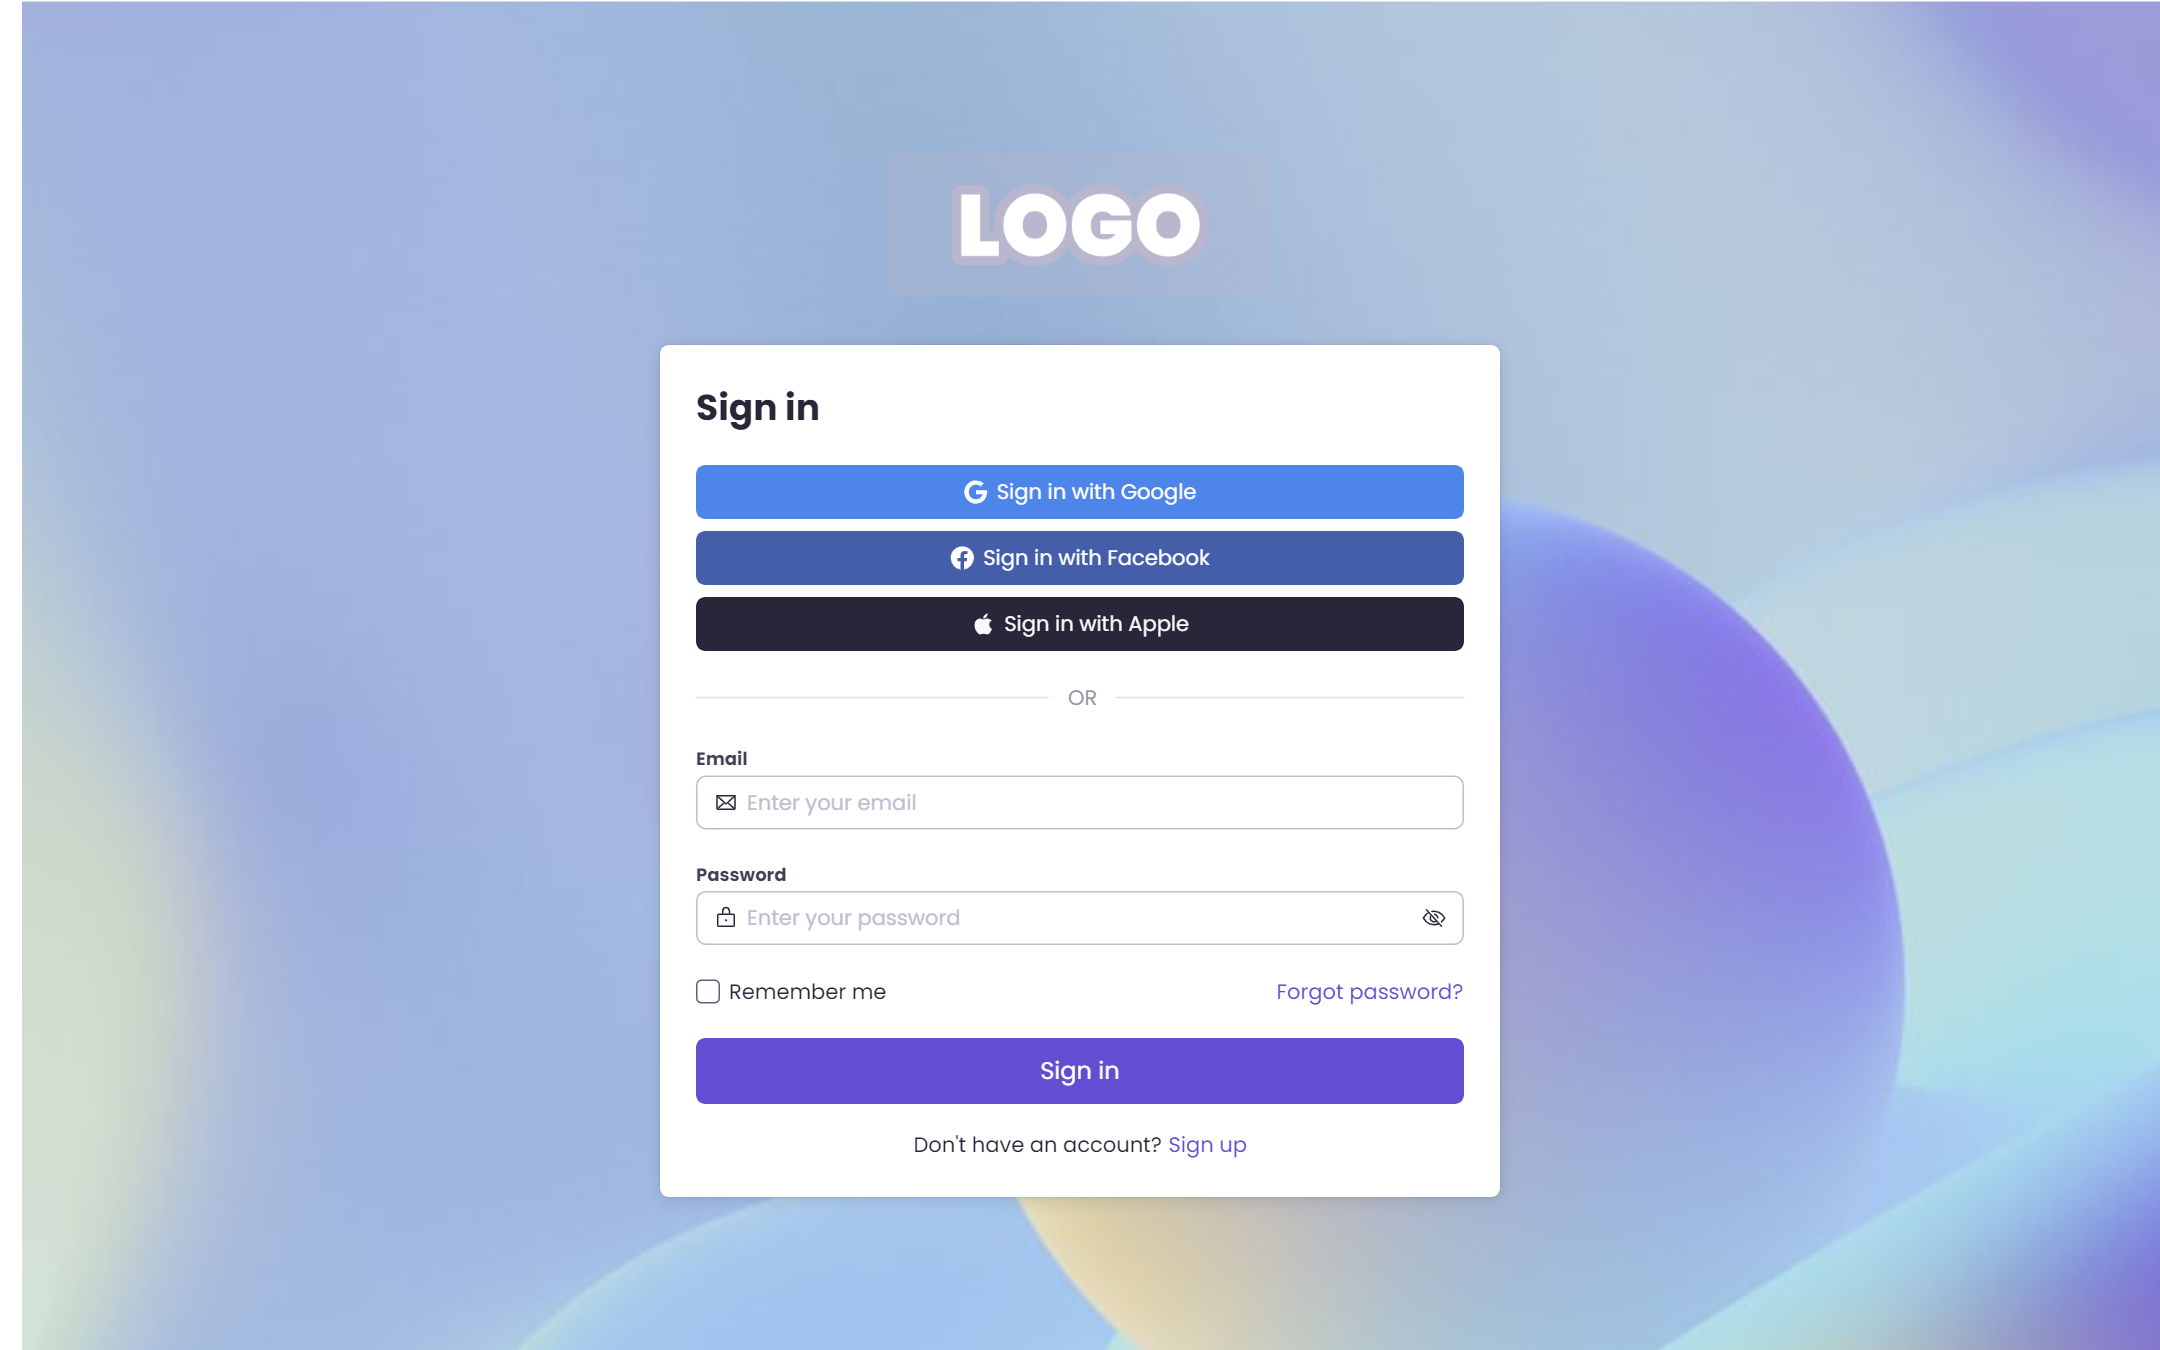 LOGO
Sign in
Sign in with Google
Sign in with Facebook
Sign in with Apple
OR
Email
Enter your email
Password
Enter your password
Remember me Forgot password?
Sign in
Don't have an account? Sign up